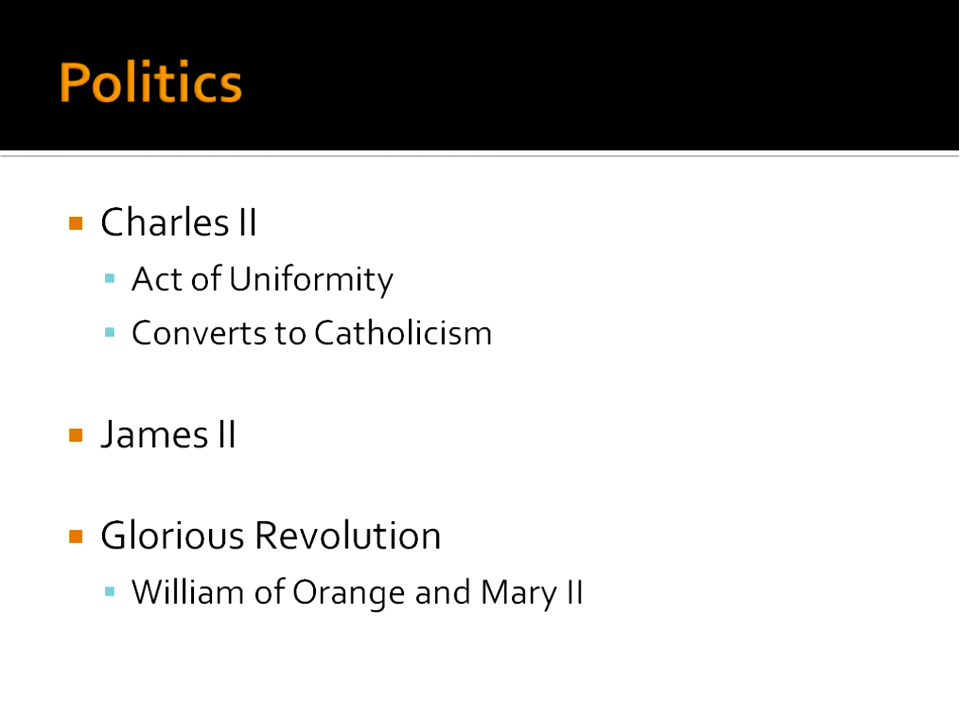 Politics
Charles II
Act of Uniformity
Converts to Catholicism
James II
Glorious Revolution
William of Orange and Mary II